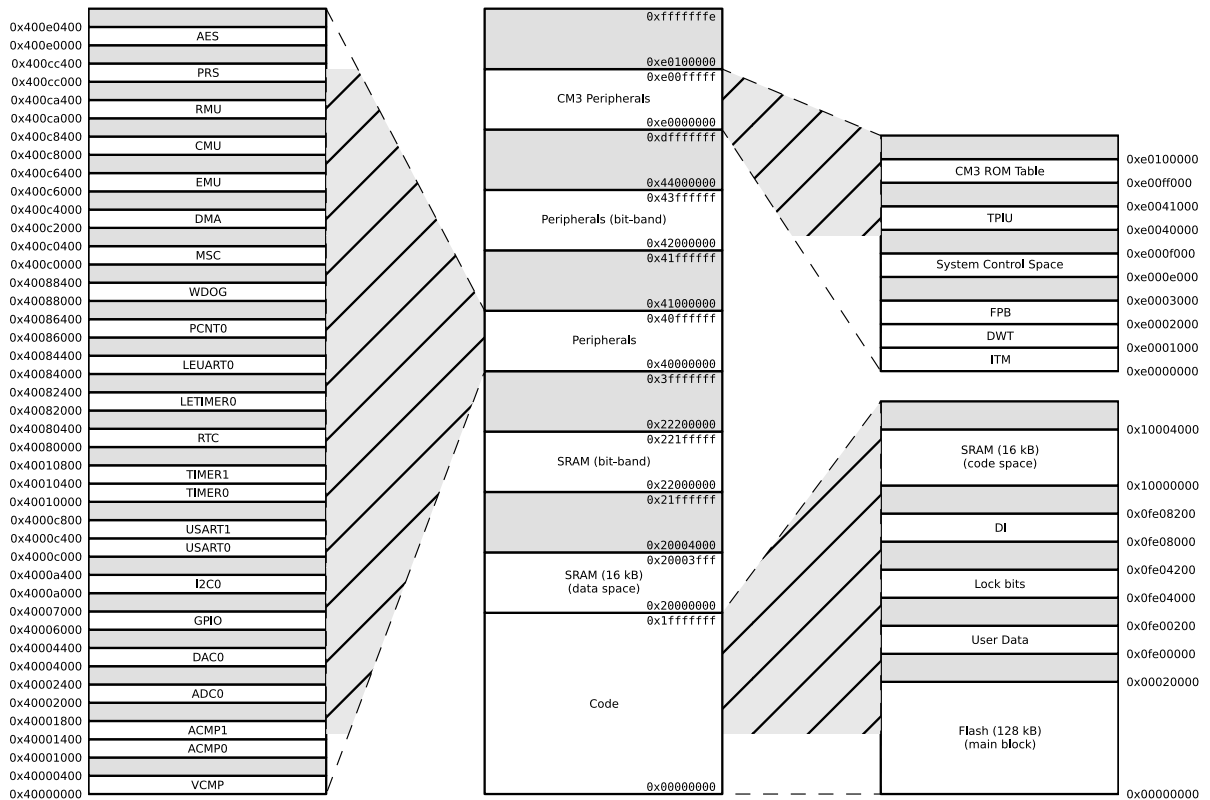 0x400e0400
AES
0x400e0000
0x400cc400
PRS
0x400cc000
0x400ca400
RMU
0x400ca000
0x400c8400
CMU
0x400c8000
0x400c6400
EMU
0x400c6000
0x400c4000
DMA
0x400c2000
0x400c0400
MSC
0x400c0000
0x40088400
WDOG
0x40088000
0x40086400
PCNT0
0x40086000
0x40084400
LEUART0
0x40084000
0x40082400
LETIMER0
0x40082000
0x40080400
RTC
0x40080000
0x40010800
TIMER1
0x40010400
TIMER0
0x40010000
0x4000c800
USART1
0x4000c400
USART0
0x4000c000
0x4000a400
I2C0
0x4000a000
0x40007000
GPIO
0x40006000
0x40004400
DAC0
0x40004000
0x40002400
ADC0
0x40002000
0x40001800
ACMP1
0x40001400
ACMP0
0x40001000
0x40000400
VCMP
0x40000000
0xfffffffe
0xe0100000
0xe00fffff
CM3 Peripherals
0xe0000000
0xdfffffff
0x44000000
0x43ffffff
Peripherals (bit-band)
0x42000000
0x41ffffff
0x41000000
0x40ffffff
Peripherals
0x40000000
0x3fffffff
0x22200000
0x221fffff
SRAM (bit-band)
0x22000000
0x21ffffff
0x20004000
0x20003fff
SRAM (16 kB)
(data space)
0x20000000
0x1fffffff
Code
0x00000000
0xe0100000
CM3 ROM Table
0xe00ff000
0xe0041000
TPIU
0xe0040000
0xe000f000
System Control Space
0xe000e000
0xe0003000
FPB
0xe0002000
DWT
0xe0001000
ITM
0xe0000000
0x10004000
SRAM (16 kB)
(code space)
0x10000000
0x0fe08200
DI
0x0fe08000
0x0fe04200
Lock bits
0x0fe04000
0x0fe00200
User Data
0x0fe00000
0x00020000
Flash (128 kB)
(main block)
0x00000000